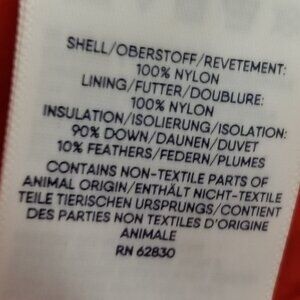 SHELL/OBERSTOFF/REVETEMENT:
100% NYLON
LINING/FUTTER/DOUBLURE:
100% NYLON
INSULATION/ISOLIERUNG/ISOLATION:
90% DOWN/DAUNEN/DUVET
10% FEATHERS/FEDERN/PLUMES
CONTAINS NON-TEXTILE PARTS OF
ANIMAL ORIGIN/ENTHÄLT NICHT-TEXTILE
TEILE TIERISCHEN URSPRUNGS/CONTIENT
DES PARTIES NON TEXTILES D'ORIGINE
ANIMALE
RN 62830